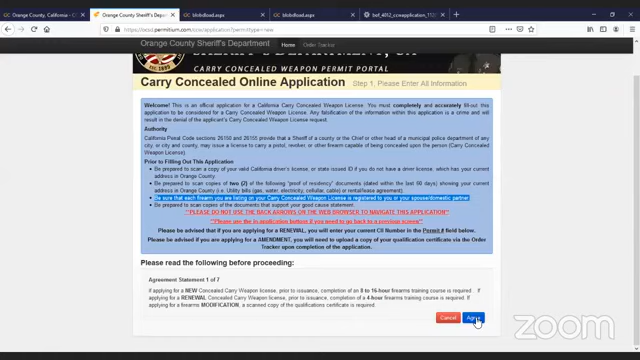 Orange County, California - C
Orange County Sheriff's Depart
blobdload.aspx
blobdload.aspx
https://ocsd.permitium.com/ccw/application?permittype=new
Orange County Sheriff's Department
Home
Order Tracker
CARRY CONCEALED WEAPON PERMIT PORTAL
Carry Concealed Online Application
Step 1, Please Enter All Information
Welcome! This is an official application for a California Carry Concealed Weapon License. You must completely and accurately fill-out this
application to be considered for a Carry Concealed Weapon License. Any falsification of the information within this application is a crime and will
result in the denial of your Carry Concealed Weapon License request.
Authority
California Penal Code sections 26150 and 26155 provide that a Sheriff of a county or the Chief or other head of a municipal police department of any
city, or city and county, may issue a license to carry a pistol, revolver, or other firearm capable of being concealed upon the person (Carry Concealed
Weapon License).
Prior to Filling Out This Application
• Be prepared to scan a copy of your valid California driver's license, or state issued ID if you do not have a driver license, which has your current
address in Orange County.
• Be prepared to scan copies of two (2) of the following "proof of residency" documents (dated within the last 60 days) showing your current
address in Orange County (i.e. Utility bills (gas, water, electricity, cellular, cable) or rental/lease agreement).
• Be sure that each firearm you are listing on your Carry Concealed Weapon License is registered to you or your spouse/domestic partner.
• Be prepared to scan copies of the documents that support your good cause statement.
**PLEASE DO NOT USE THE BACK ARROWS OR THE WEB BROWSER TO NAVIGATE THIS APPLICATION**
**Please use the in-application buttons if you need to go back to a previous screen**
Please be advised that if you are applying for a RENEWAL, you will need to enter your current CII Number in the Permit # field below.
Please be advised if you are applying for an AMENDMENT, you will need to upload a copy of your qualification certificate via the Order
Tracker upon completion of the application.
Please read the following before proceeding:
Agreement Statement 1 of 7
If applying for a NEW Concealed Carry Weapon license, prior to issuance, completion of an 8 to 16-hour firearms training course is required. If
applying for a RENEWAL Concealed Carry Weapon license, prior to issuance, completion of a 4-hour firearms training course is required. If
applying for a firearms MODIFICATION, a scanned copy of the qualifications certificate is required.
Cancel
Agree
zoom